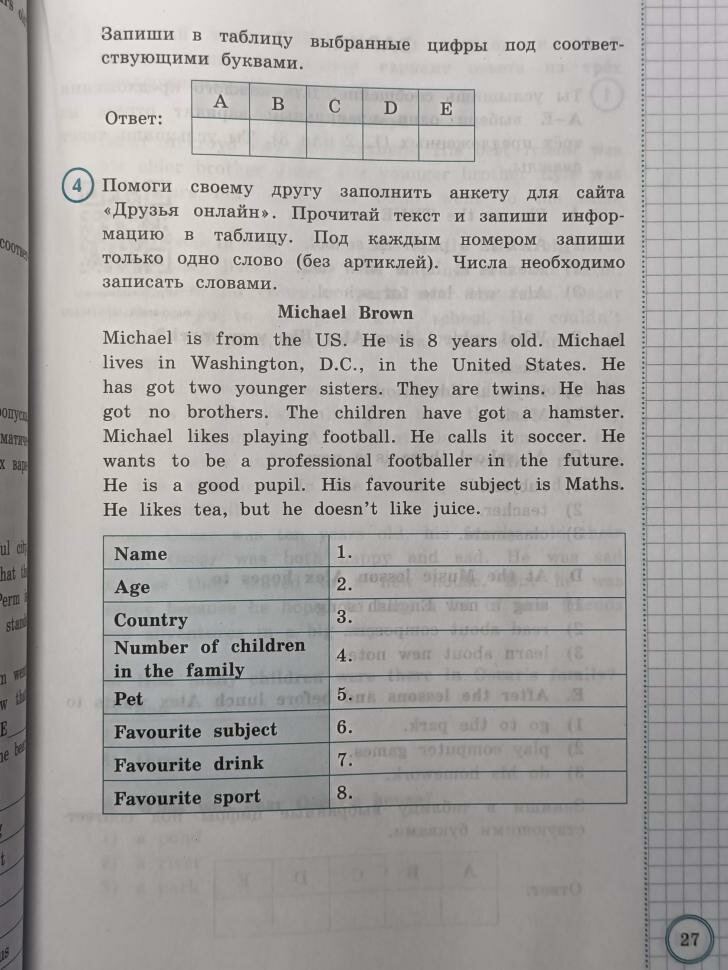 Запиши в таблицу выбранные цифры под соответ-
ствующими буквами.
Ответ:
A B C D E
4 Помоги своему другу заполнить анкету для сайта
«Друзья онлайн». Прочитай текст и запиши инфор-
мацию в таблицу. Под каждым номером запиши
только одно слово (без артиклей). Числа необходимо
записать словами.
Michael Brown
Michael is from the US. He is 8 years old. Michael
lives in Washington, D.C., in the United States. He
has got two younger sisters. They are twins. He has
got no brothers. The children have got a hamster.
Michael likes playing football. He calls it soccer. He
wants to be a professional footballer in the future.
He is a good pupil. His favourite subject is Maths.
He likes tea, but he doesn't like juice.
Name 1.
Age 2.
Country 3.
Number of children
in the family 4.
Pet 5.
Favourite subject 6.
Favourite drink 7.
Favourite sport 8.
27